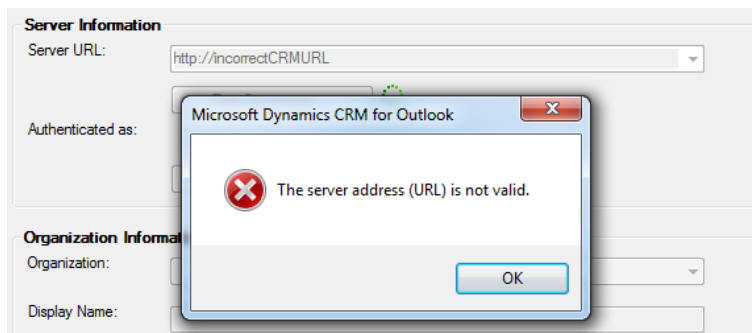 Server Information
Server URL:
http://incorrectCRMURL
Microsoft Dynamics CRM for Outlook
Authenticated as:
The server address (URL) is not valid.
Organization
Organization:
OK
Display Name: